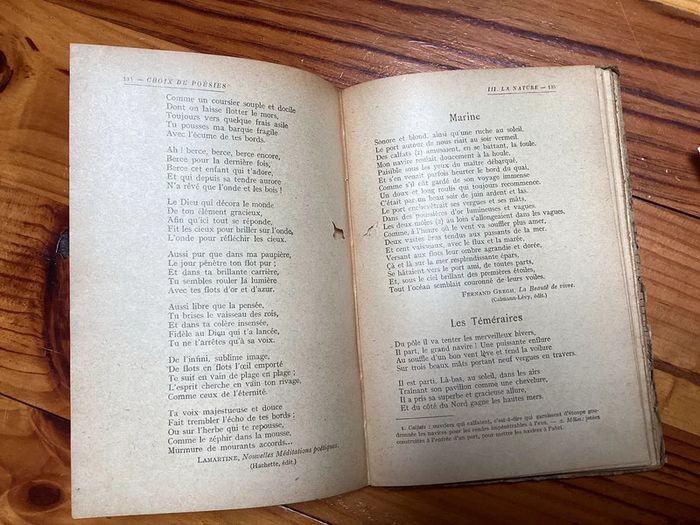 134 — CHOIX DE POÉSIES
Comme un coursier souple et docile
Dont on laisse flotter le mors,
Toujours vers quelque frais asile
Tu pousses ma barque fragile
Avec l'écume de tes bords.
Ah ! berce, berce, berce encore,
Berce pour la dernière fois,
Berce cet enfant qui t'adore,
Et qui depuis sa tendre aurore
N'a rêvé que l'onde et les bois !
Le Dieu qui décora le monde
De ton élément gracieux,
Afin qu'ici tout se réponde,
Fit les cieux pour briller sur l'onde,
L'onde pour réfléchir les cieux.
Aussi pur que dans ma paupière,
Le jour pénètre ton flot pur ;
Et dans ta brillante carrière,
Tu sembles rouler la lumière
Avec tes flots d'or et d'azur.
Aussi libre que la pensée,
Tu brises le vaisseau des rois,
Et dans ta colère insensée,
Fidèle au Dieu qui t'a lancée,
Tu ne t'arrêtes qu'à sa voix.
De l'infini, sublime image,
De flots en flots l'œil emporté
Te suit en vain de plage en plage ;
L'esprit cherche en vain ton rivage,
Comme ceux de l'éternité.
Ta voix majestueuse et douce
Fait trembler l'écho de tes bords ;
Ou sur l'herbe qui te repousse,
Comme le zéphir dans la mousse,
Murmure de mourants accords...
LAMARTINE, Nouvelles Méditations poétiques.
(Hachette, édit.)
III. LA NATURE — 135
Marine
Sonore et blond, ainsi qu'une ruche au soleil,
Le port autour de nous riait au soir vermeil
Des calfats (1) amusaient, en se battant, la foule.
Mon navire roulait doucement à la houle,
Paisible sous les yeux du maître débarqué,
Et s'en venait parfois heurter le bord du quai,
Comme s'il eût gardé de son voyage immense
Un doux et long roulis qui toujours recommence.
C'était par un beau soir de juin ardent et las.
Le port enchevêtrait ses vergues et ses mâts,
Dans des poussières d'or lumineuses et vagues.
Les deux môles (2) au loin s'allongeaient dans les vagues,
Comme, à l'heure où le vent va souffler plus amer,
Deux vastes bras tendus aux passants de la mer.
Et cent vaisseaux, avec le flux et la marée,
Versant aux flots leur ombre agrandie et dorée,
Çà et là sur la mer resplendissante épars,
Se hâtaient vers le port ami, de toutes parts,
Et, sous le ciel brillant des premières étoiles,
Tout l'océan semblait couronné de leurs voiles.
FERNAND GREGH, La Beauté de vivre.
(Calmann-Lévy, édit.)
Les Téméraires
Du pôle il va tenter les merveilleux hivers,
Il part, le grand navire ! Une puissante enflure
Au souffle d'un bon vent lève et tend la voilure
Sur trois beaux mâts portant neuf vergues en travers.
Il est parti. Là-bas, au soleil, dans les airs
Traînant son pavillon comme une chevelure,
Il a pris sa superbe et gracieuse allure,
Et du côté du Nord gagne les hautes mers.
1. Calfats : ouvriers qui calfatent, c'est-à-dire qui garnissent d'étoupe gou-
dronnée les navires pour les rendre impénétrables à l'eau. — 2. Môles : jetées
construites à l'entrée d'un port, pour mettre les navires à l'abri.